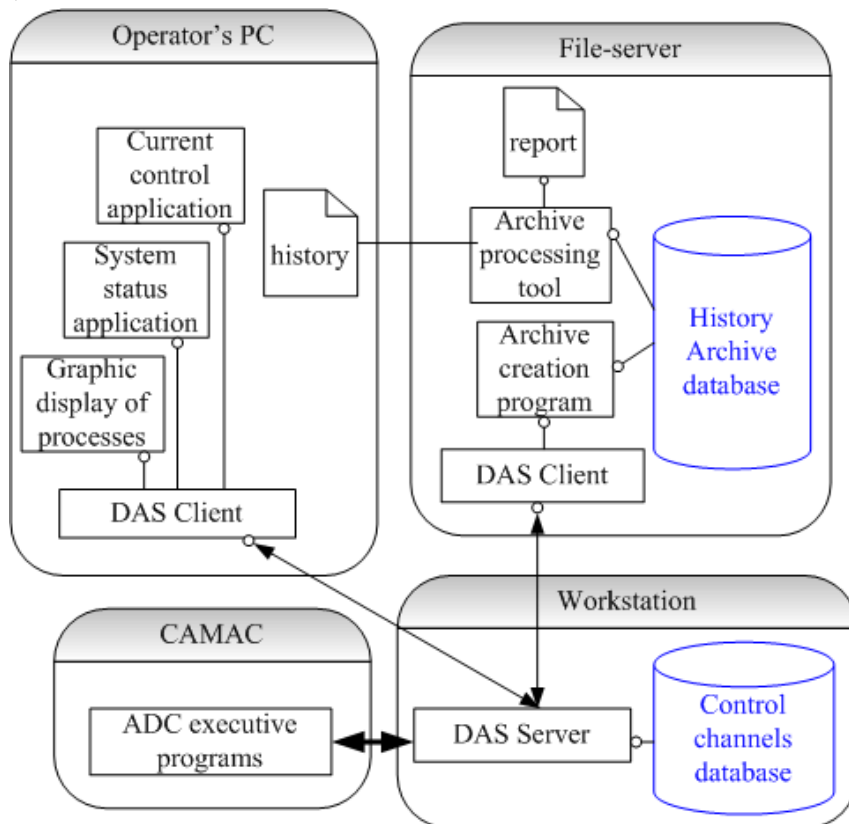 Operator's PC
Current
control
application
System
status
application
Graphic
display of
processes
history
DAS Client
File-server
report
Archive
processing
tool
Archive
creation
program
DAS Client
History
Archive
database
CAMAC
ADC executive
programs
Workstation
DAS Server
Control
channels
database